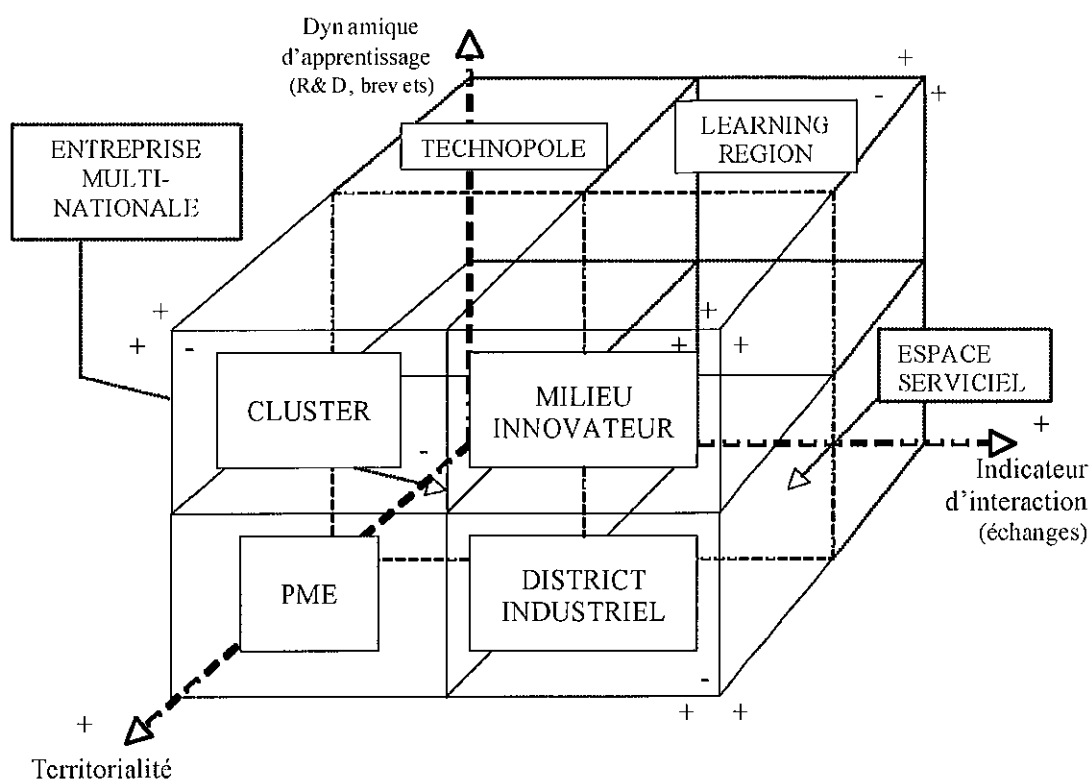 Dynamique
d'apprentissage
(R&D, brevets)
+
-
+
ENTREPRISE
MULTI-
NATIONALE
TECHNOPOLE
LEARNING
REGION
+
+
-
+
+
+
ESPACE
SERVICIEL
CLUSTER
MILIEU
INNOVATEUR
-
+
Indicateur
d'interaction
(échanges)
PME
DISTRICT
INDUSTRIEL
-
+
+
+
Territorialité